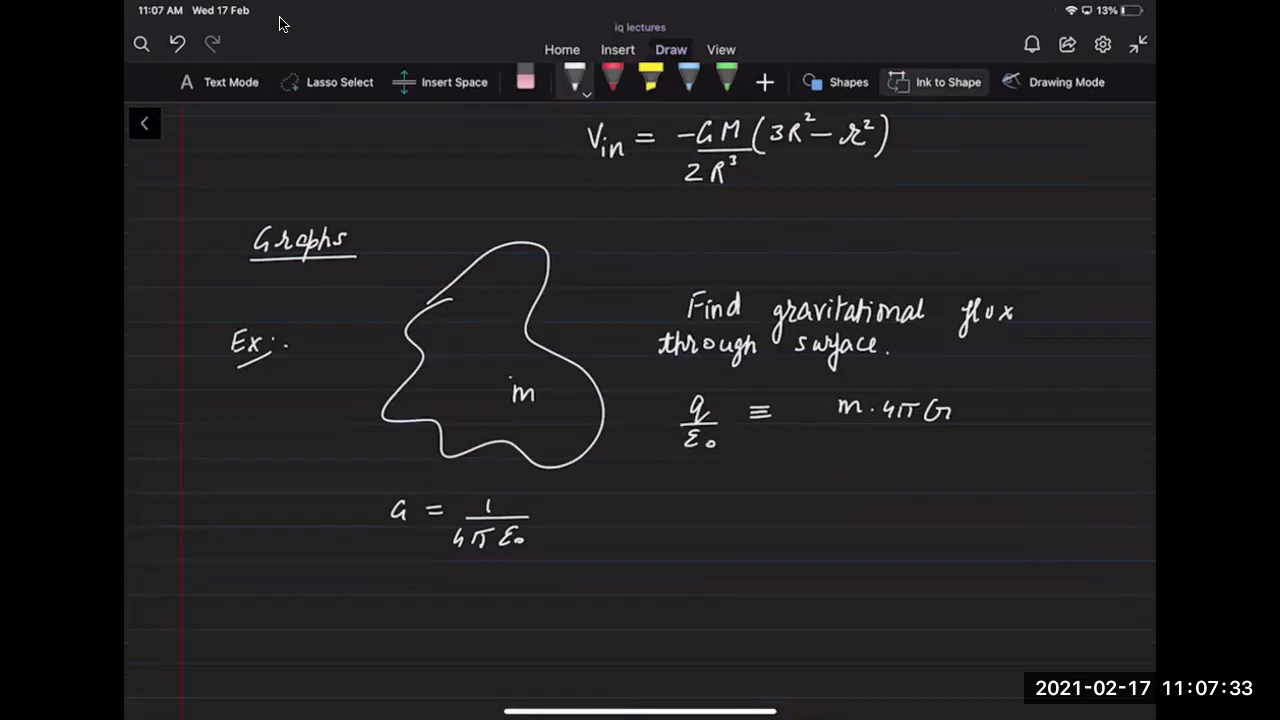 11:07 AM Wed 17 Feb
13%
iq lectures
Home Insert Draw View
Text Mode Lasso Select Insert Space Shapes Ink to Shape Drawing Mode
Vin = -GM/2R³ (3R² - r²)
Graphs
Ex:.
Find gravitational flux
through surface.
m
q/ε₀ ≡ m·4πG
G = 1/4πε₀
2021-02-17 11:07:33